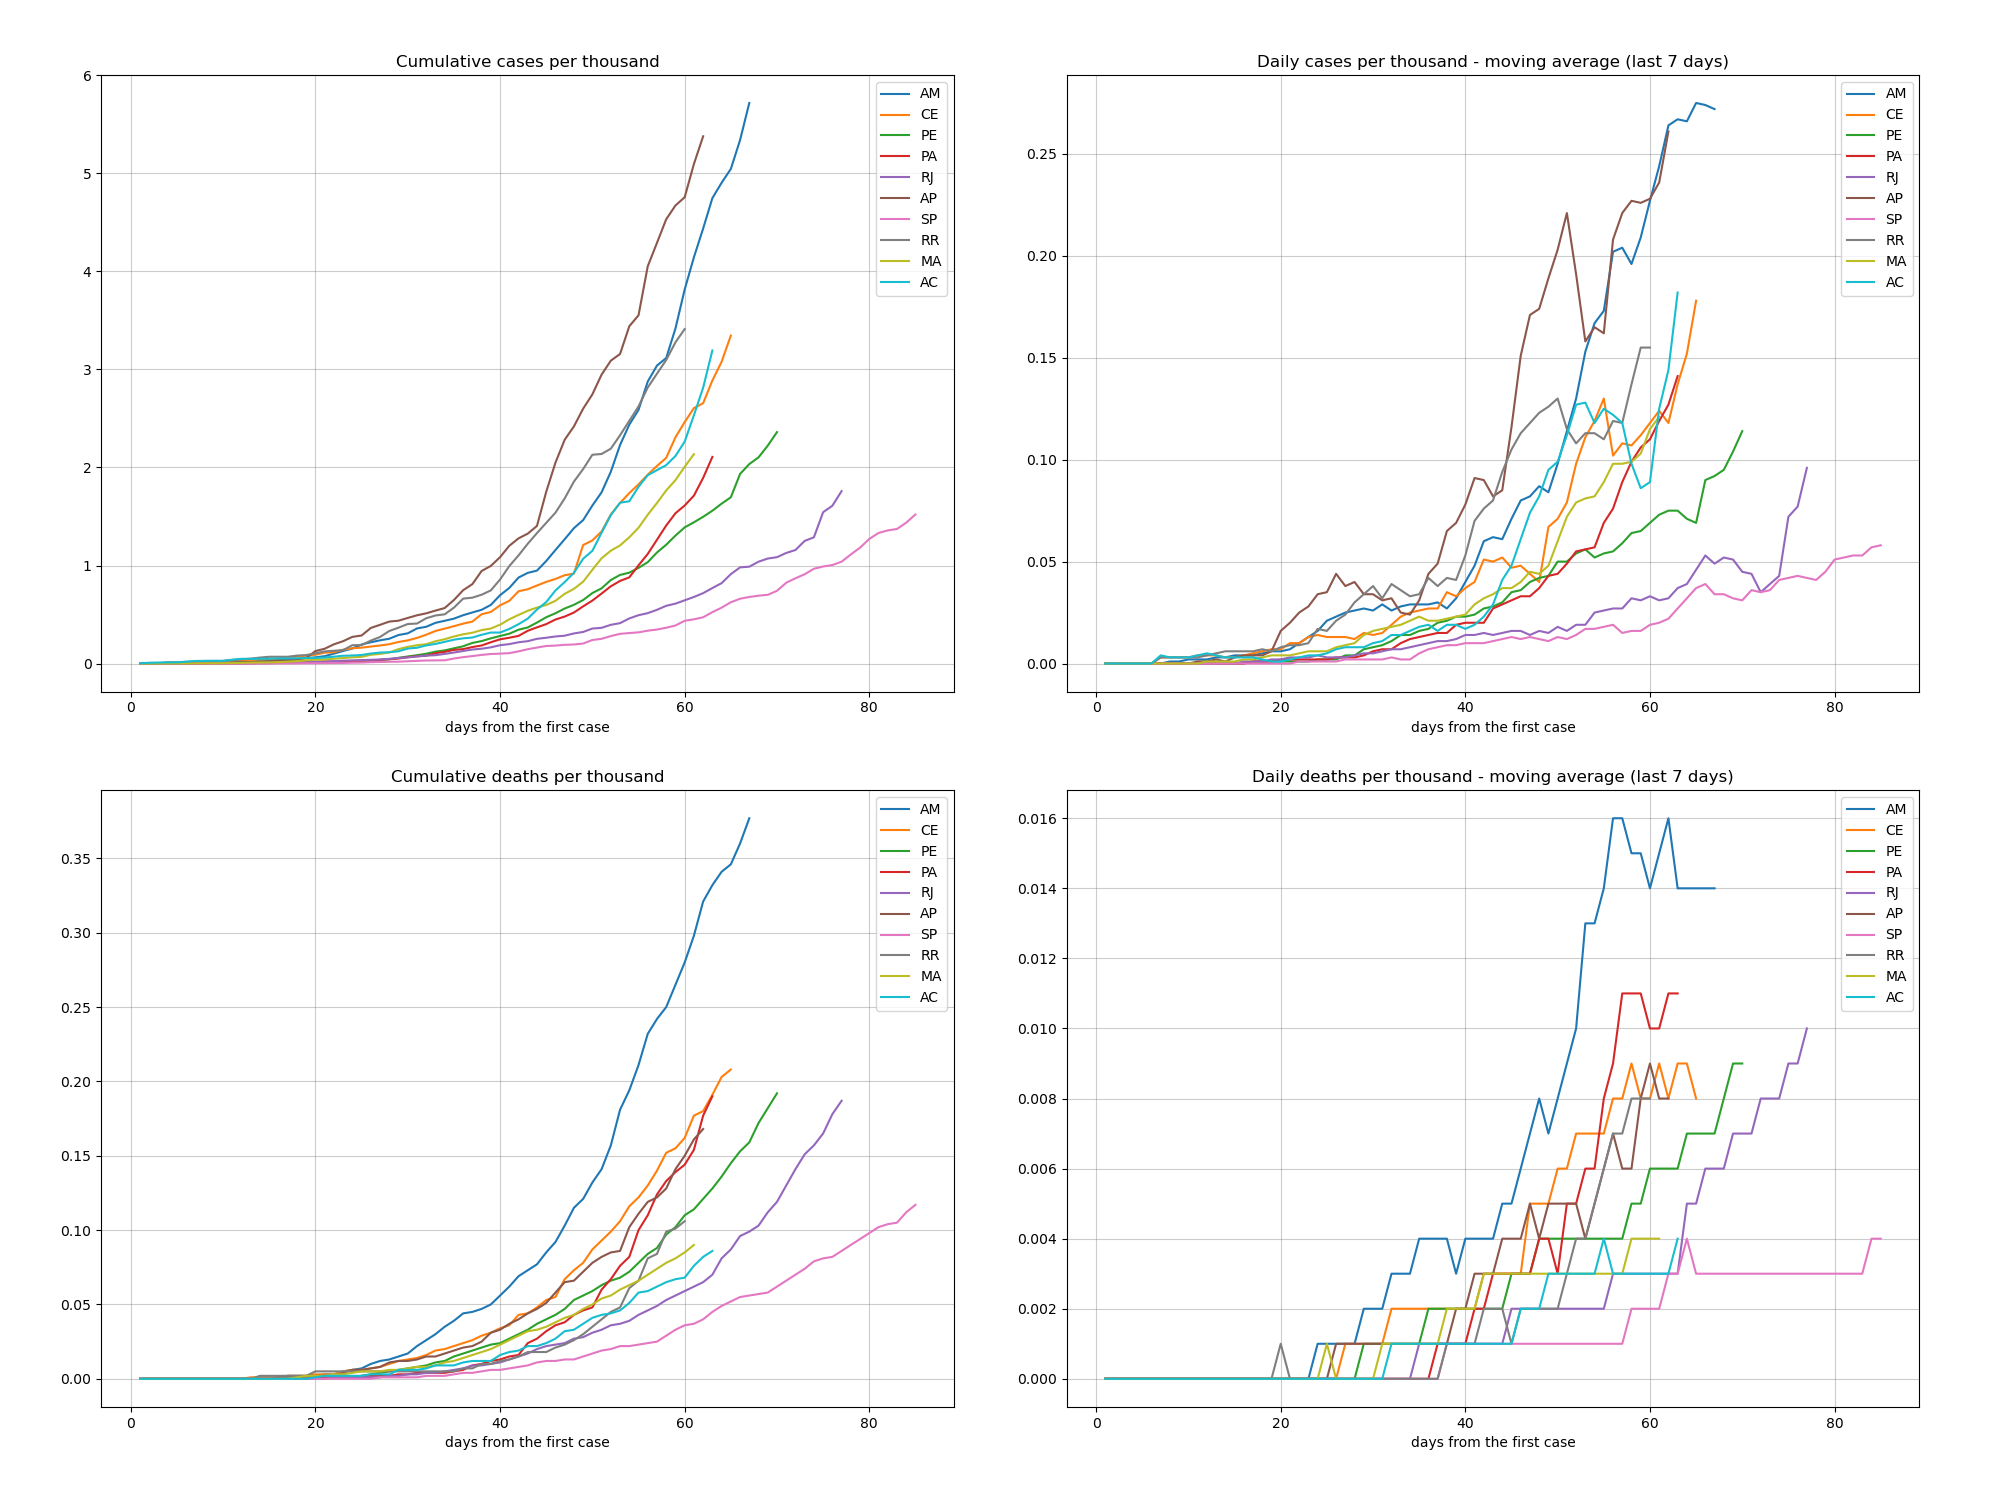 Cumulative cases per thousand
6
5
4
3
2
1
0
0 20 40 60 80
days from the first case
AM
CE
PE
PA
RJ
AP
SP
RR
MA
AC
Daily cases per thousand - moving average (last 7 days)
0.25
0.20
0.15
0.10
0.05
0.00
0 20 40 60 80
days from the first case
AM
CE
PE
PA
RJ
AP
SP
RR
MA
AC
Cumulative deaths per thousand
0.35
0.30
0.25
0.20
0.15
0.10
0.05
0.00
0 20 40 60 80
days from the first case
AM
CE
PE
PA
RJ
AP
SP
RR
MA
AC
Daily deaths per thousand - moving average (last 7 days)
0.016
0.014
0.012
0.010
0.008
0.006
0.004
0.002
0.000
0 20 40 60 80
days from the first case
AM
CE
PE
PA
RJ
AP
SP
RR
MA
AC